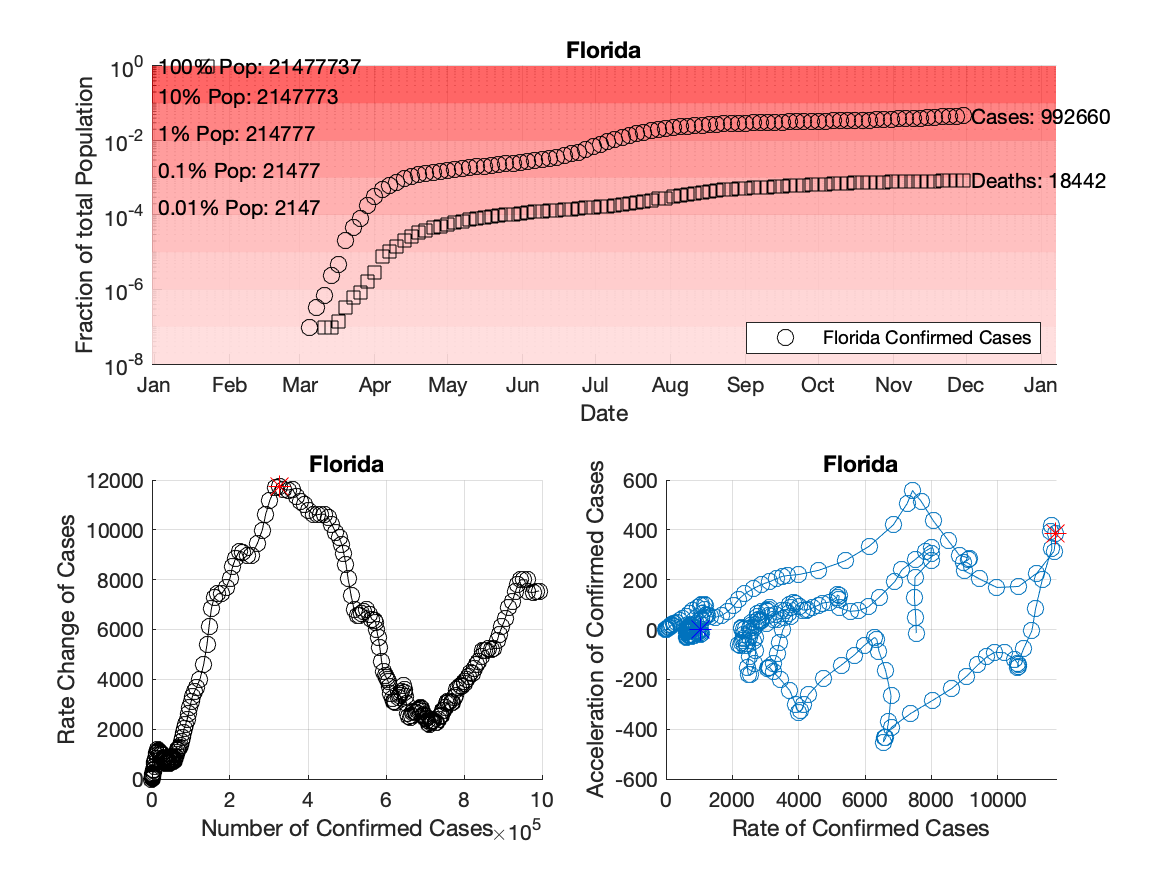 Florida
10^0
10^-2
10^-4
10^-6
10^-8
Fraction of total Population
100% Pop: 21477737
10% Pop: 2147773
1% Pop: 214777
0.1% Pop: 21477
0.01% Pop: 2147
Cases: 992660
Deaths: 18442
Florida Confirmed Cases
Jan Feb Mar Apr May Jun Jul Aug Sep Oct Nov Dec Jan
Date
Florida
12000
10000
8000
6000
4000
2000
0
Rate Change of Cases
0 2 4 6 8 10
Number of Confirmed Cases ×10^5
Florida
600
400
200
0
-200
-400
-600
Acceleration of Confirmed Cases
0 2000 4000 6000 8000 10000
Rate of Confirmed Cases